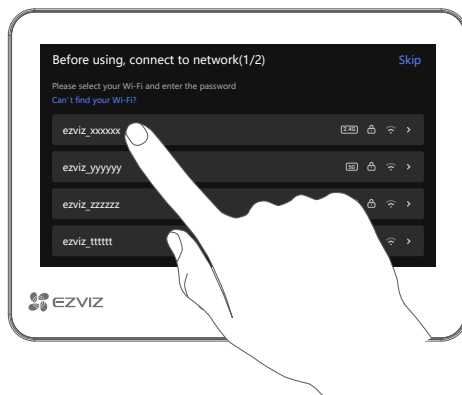 Before using, connect to network(1/2)
Skip
Please select your Wi-Fi and enter the password
Can't find your Wi-Fi?
ezviz_xxxxxx 2.4G
ezviz_yyyyyy 5G
ezviz_zzzzzz
ezviz_tttttt
EZVIZ